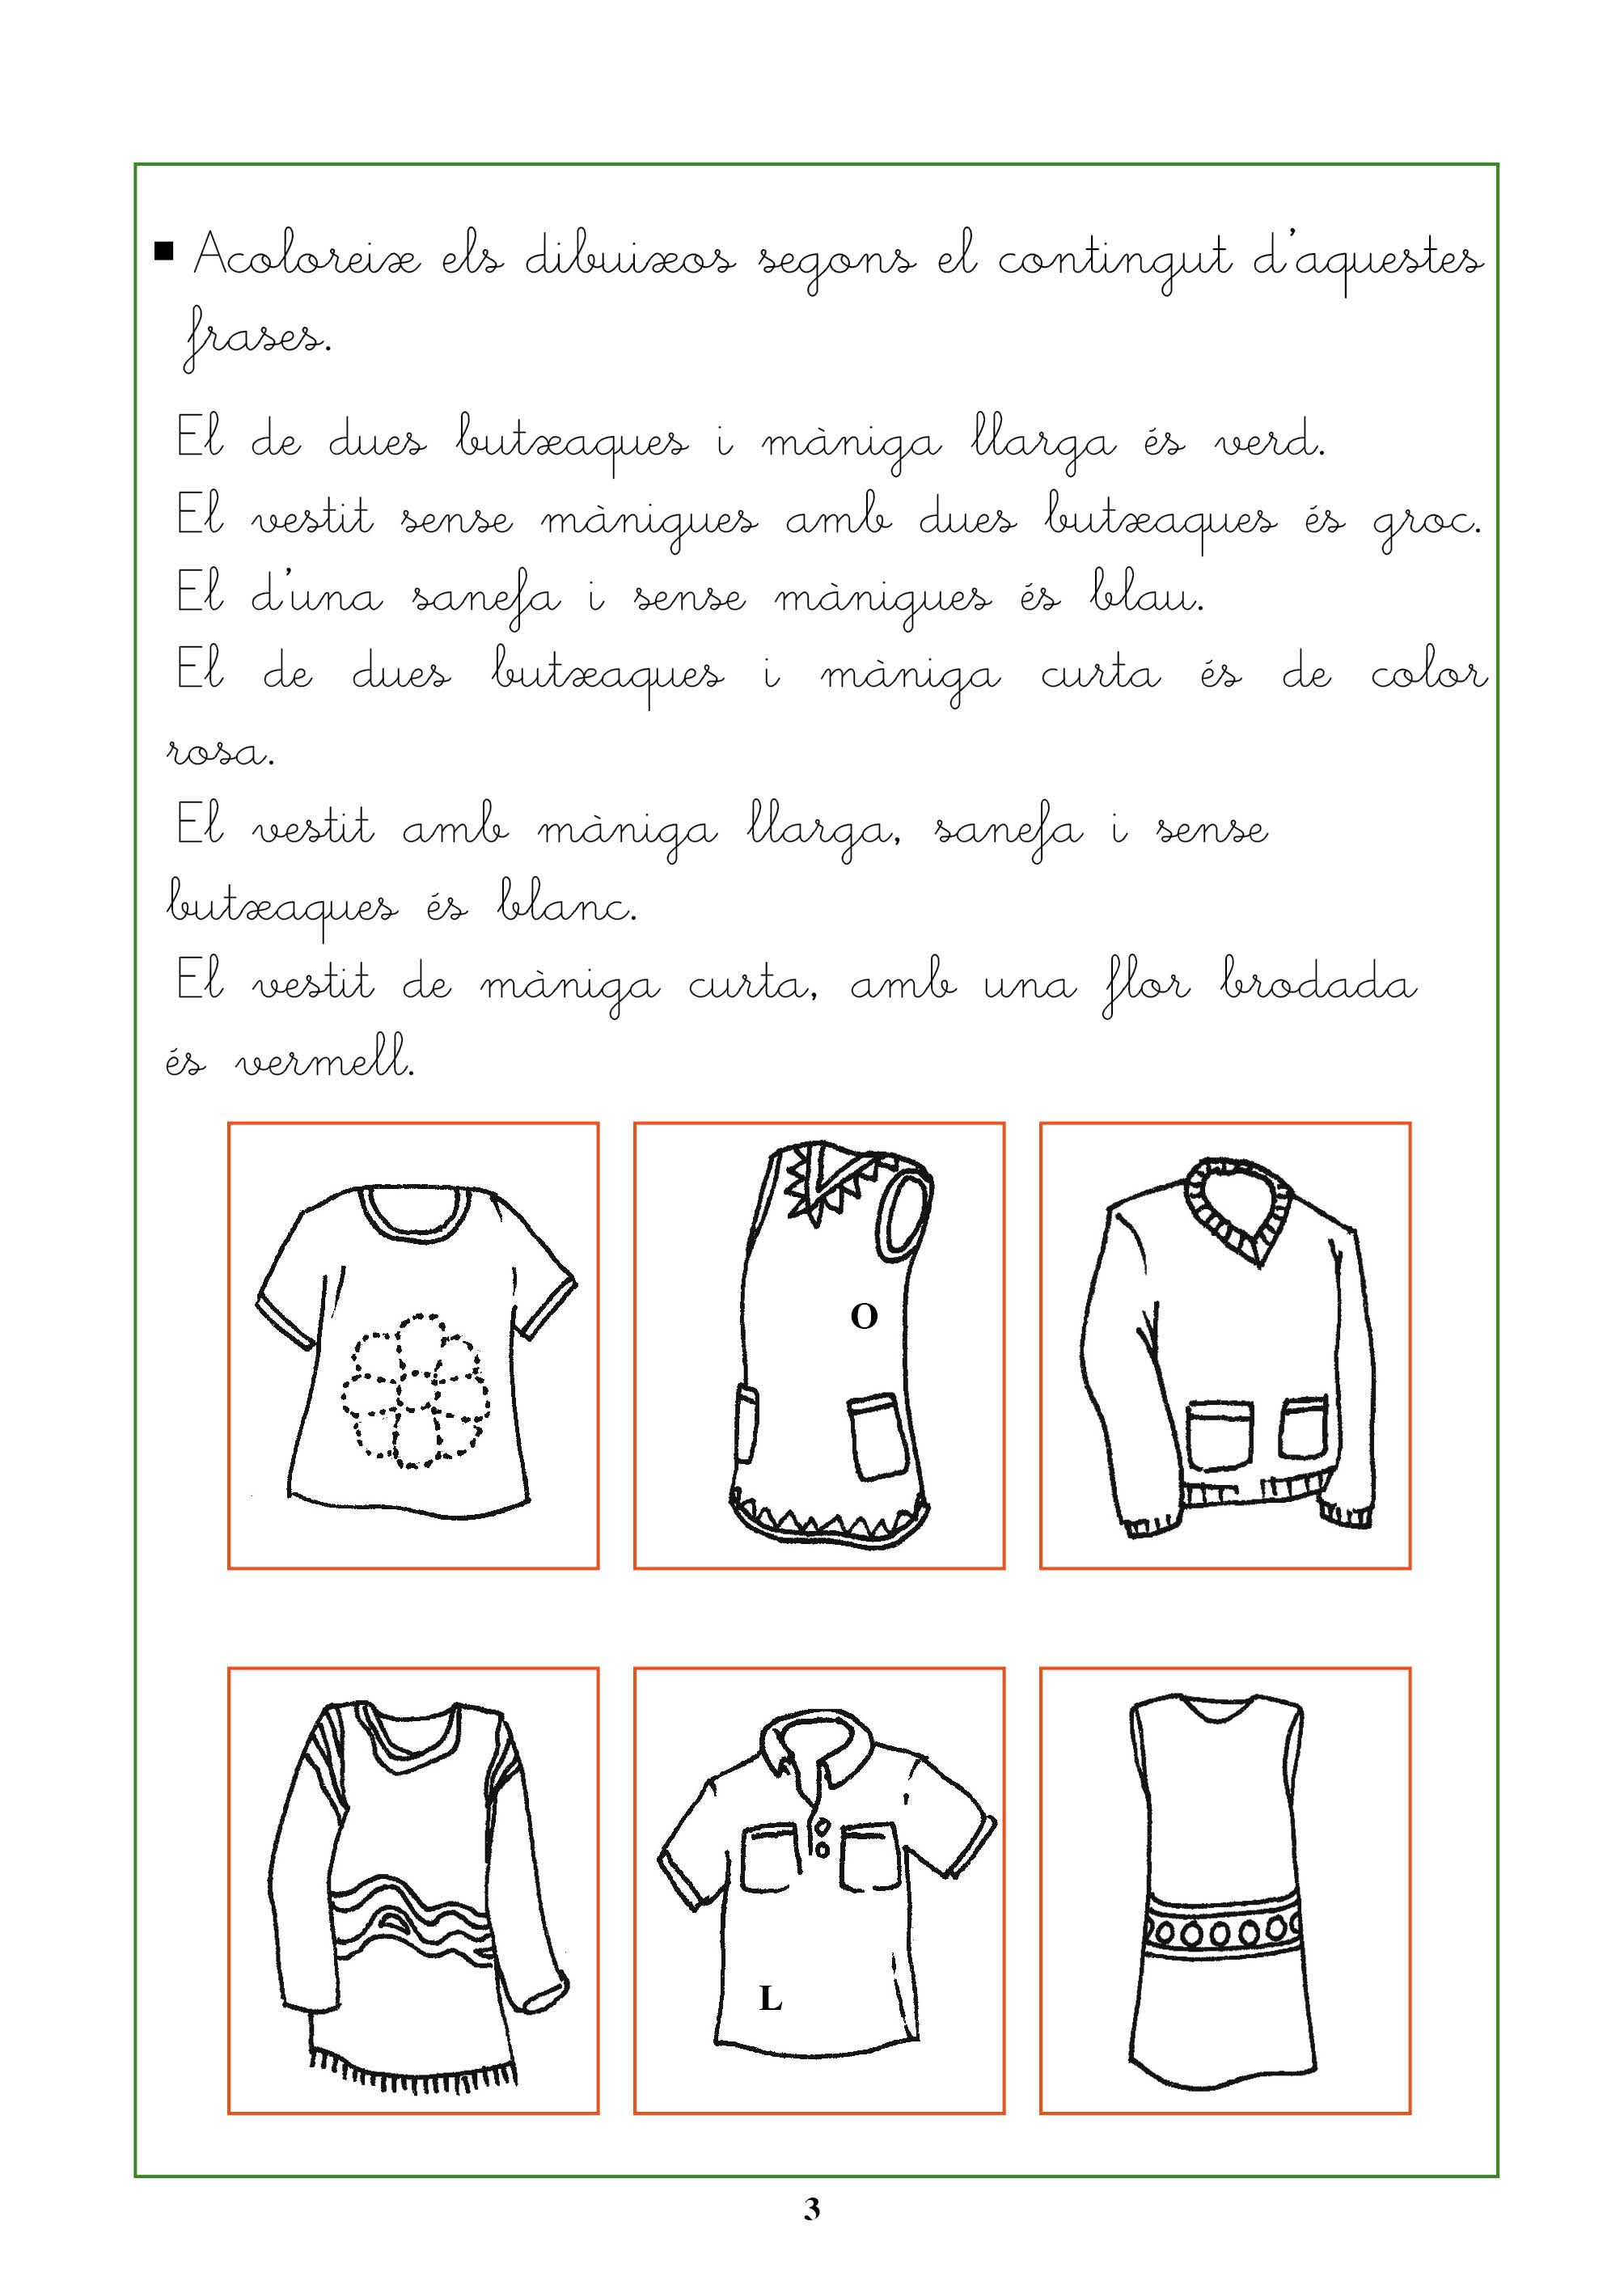 ▪ Acoloreix els dibuixos segons el contingut d'aquestes
frases.
El de dues butxaques i màniga llarga és verd.
El vestit sense mànigues amb dues butxaques és groc.
El d'una sanefa i sense mànigues és blau.
El de dues butxaques i màniga curta és de color
rosa.
El vestit amb màniga llarga, sanefa i sense
butxaques és blanc.
El vestit de màniga curta, amb una flor brodada
és vermell.
O
L
3